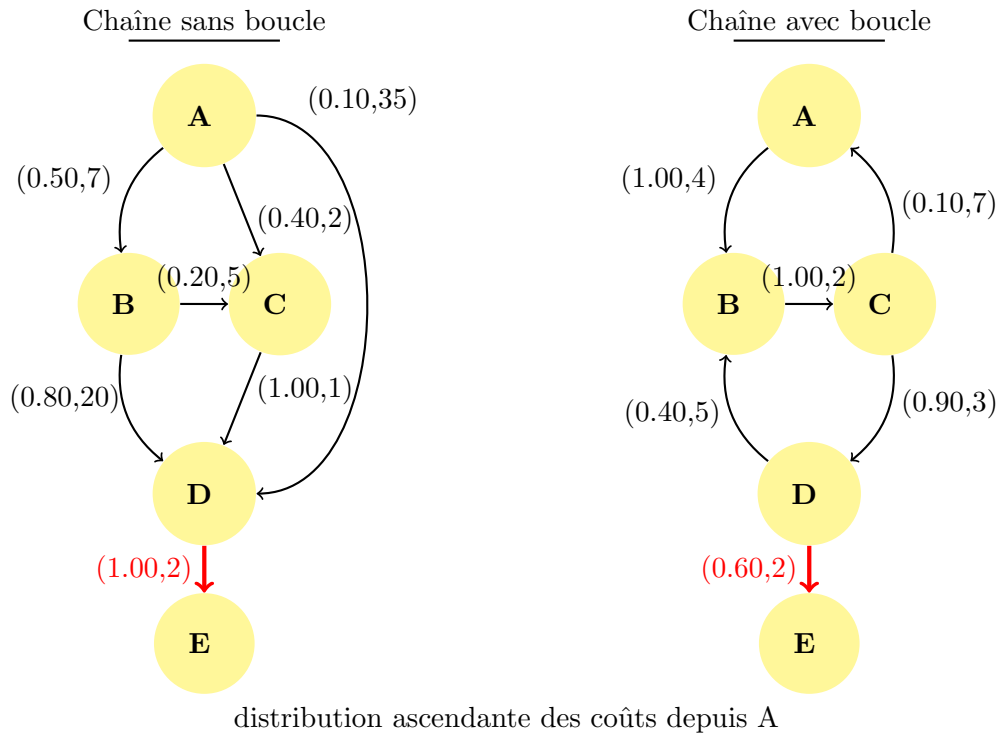 Chaîne sans boucle
A
(0.10,35)
(0.50,7)
(0.40,2)
B
(0.20,5)
C
(0.80,20)
(1.00,1)
D
(1.00,2)
E
Chaîne avec boucle
A
(1.00,4)
(0.10,7)
B
(1.00,2)
C
(0.40,5)
(0.90,3)
D
(0.60,2)
E
distribution ascendante des coûts depuis A